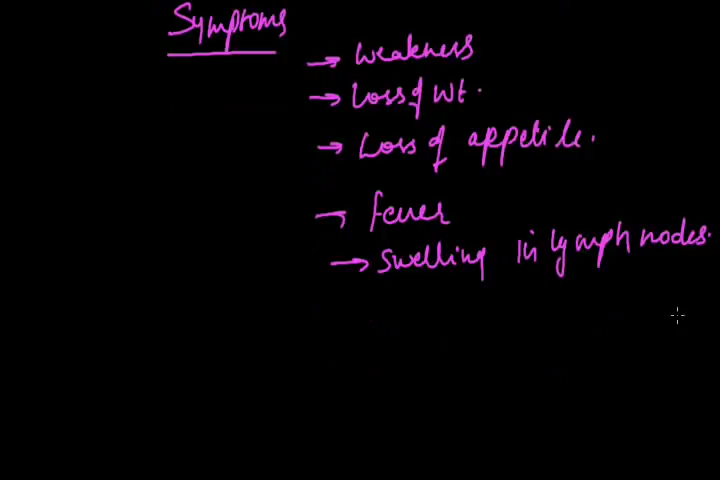 Symptoms
→ Weakness
→ Loss of Wt.
→ Loss of appetite.
→ fever
→ Swelling in lymph nodes.